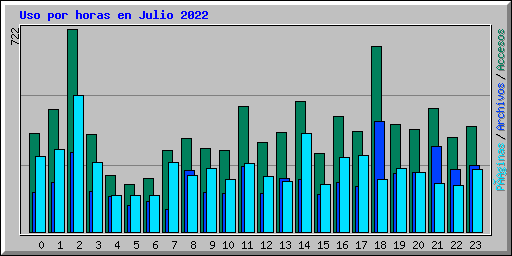 Uso por horas en Julio 2022
722
Páginas / Archivos / Accesos
0 1 2 3 4 5 6 7 8 9 10 11 12 13 14 15 16 17 18 19 20 21 22 23